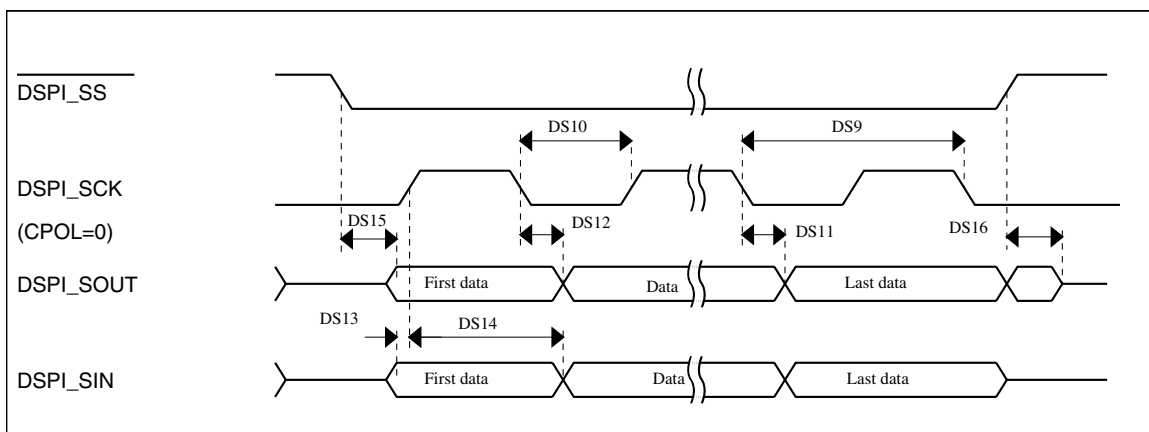 DSPI_SS
DS10
DS9
DSPI_SCK
(CPOL=0)
DS15
DS12
DS11
DS16
DSPI_SOUT
First data
Data
Last data
DS13
DS14
DSPI_SIN
First data
Data
Last data